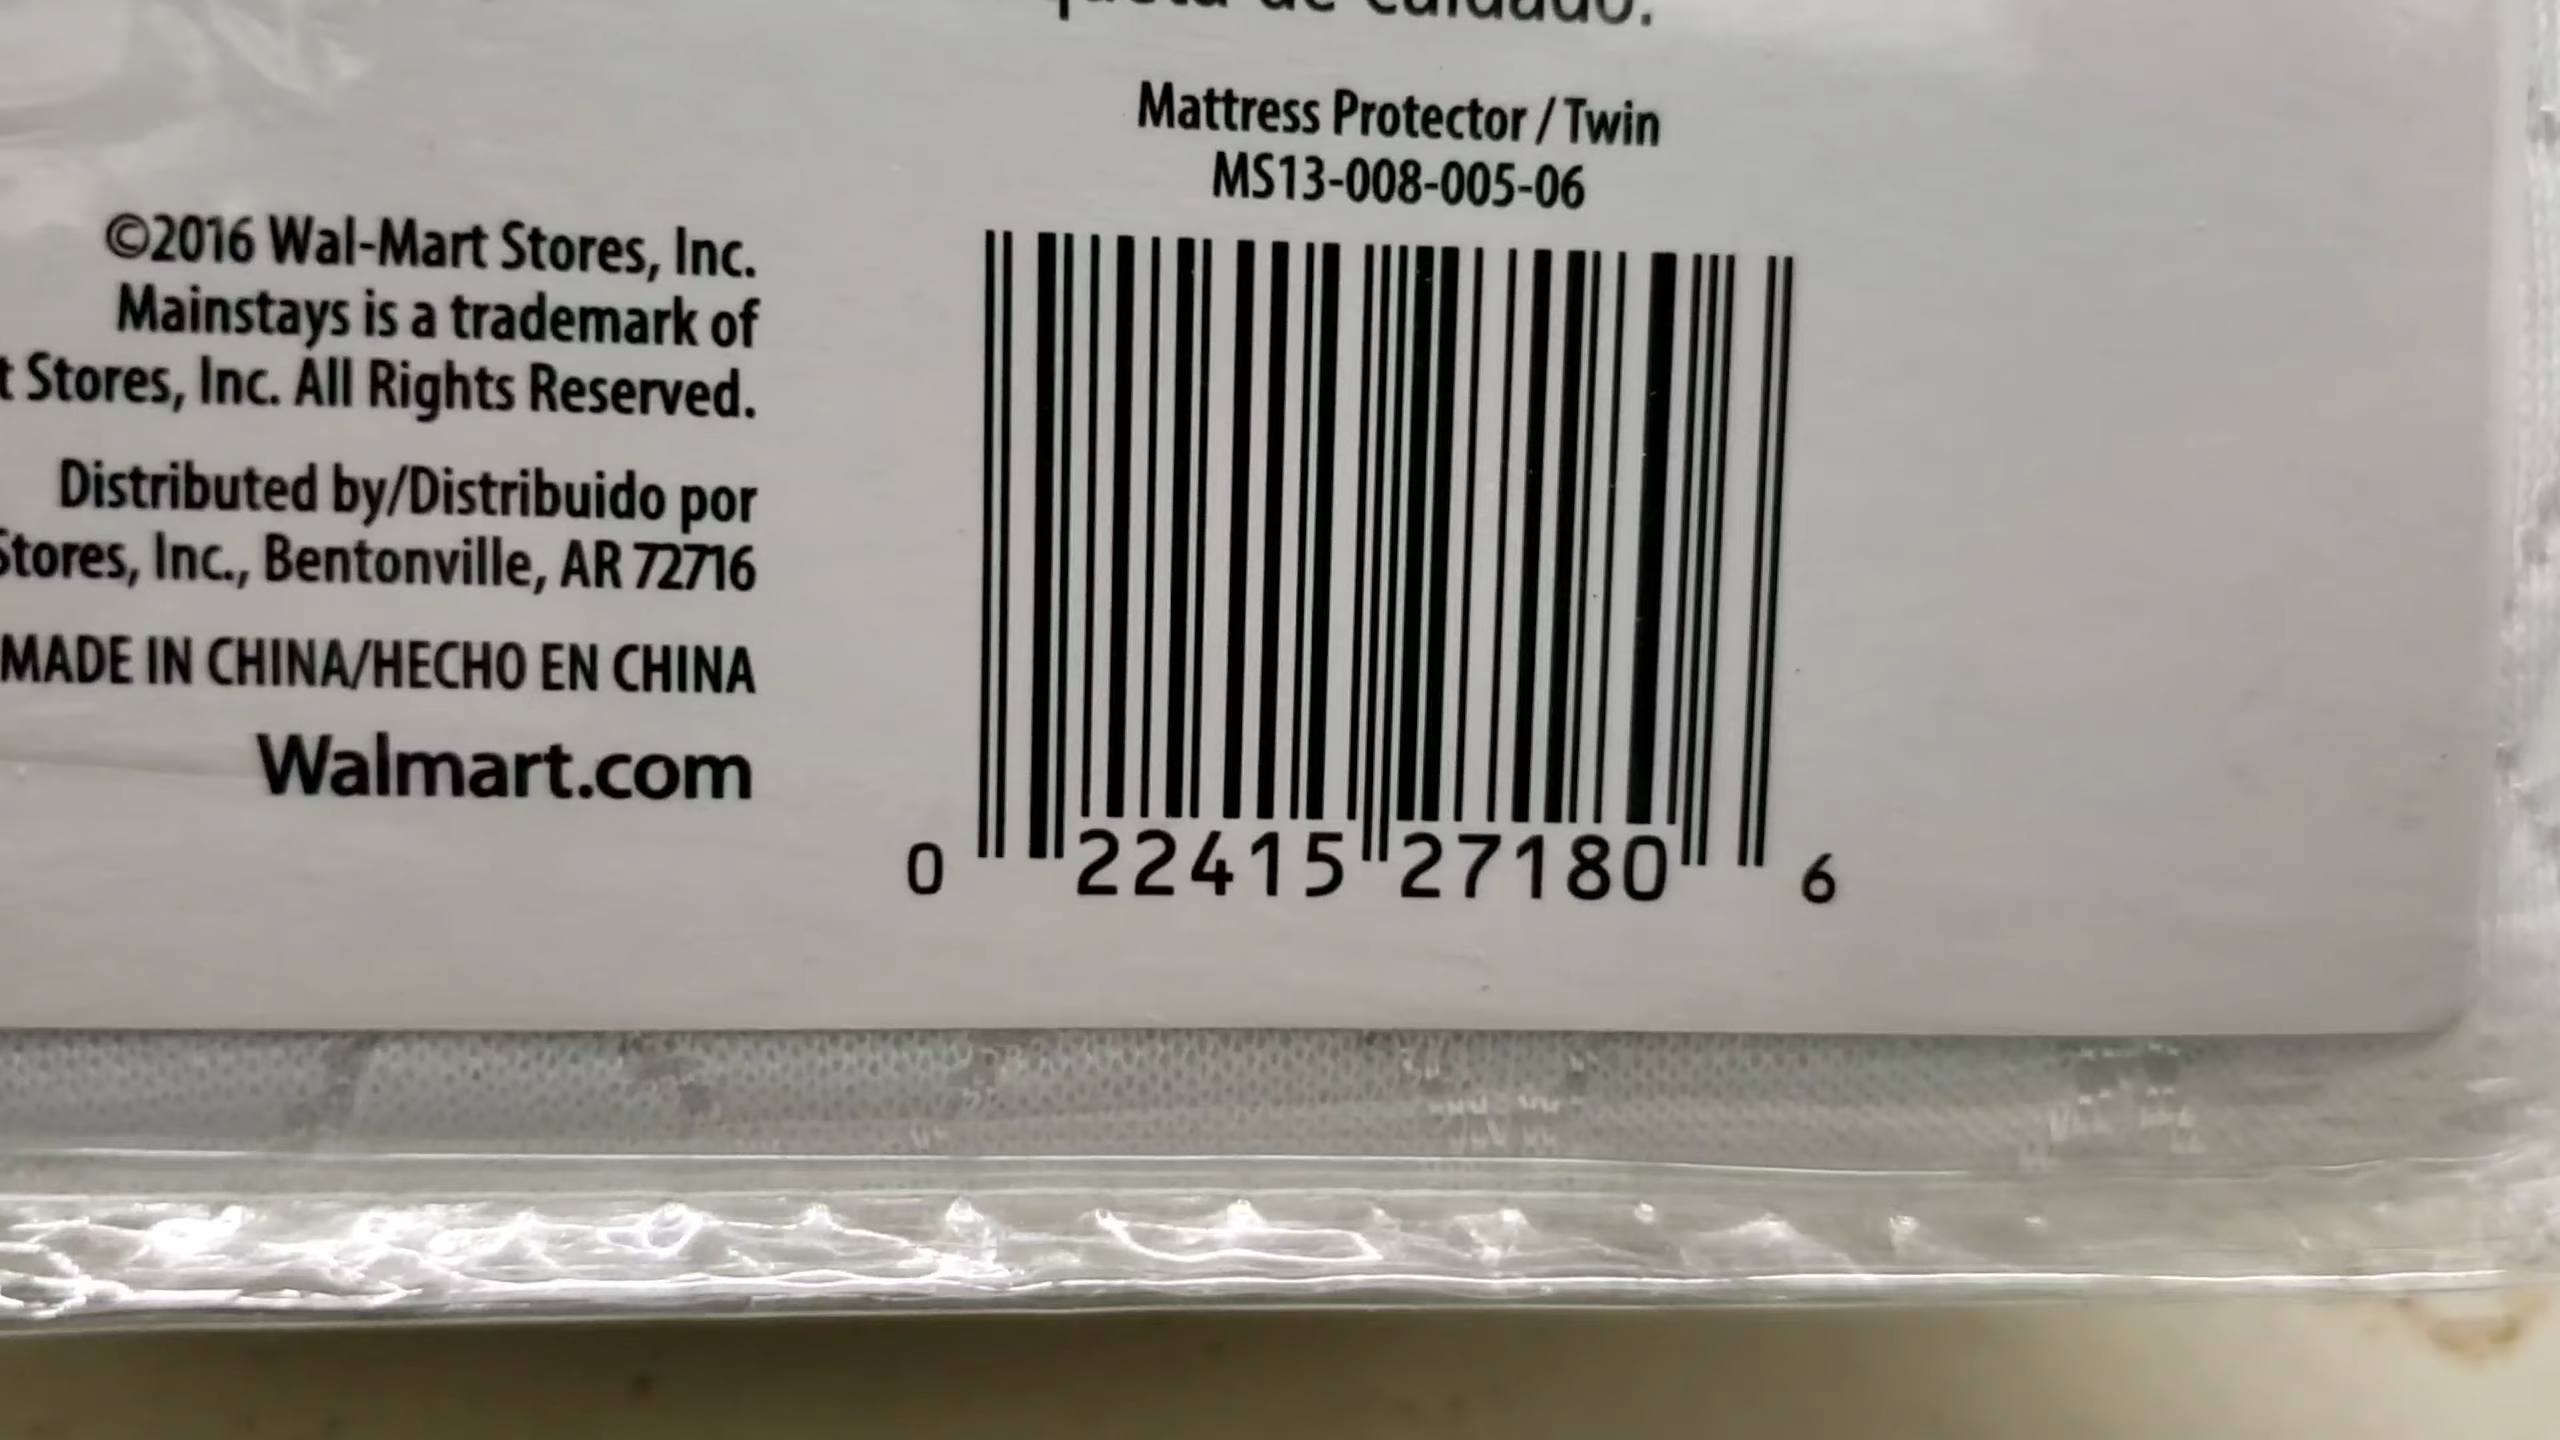 de cuidado.
Mattress Protector / Twin
MS13-008-005-06
©2016 Wal-Mart Stores, Inc.
Mainstays is a trademark of
t Stores, Inc. All Rights Reserved.
Distributed by/Distribuido por
Stores, Inc., Bentonville, AR 72716
MADE IN CHINA/HECHO EN CHINA
Walmart.com
0 22415 27180 6